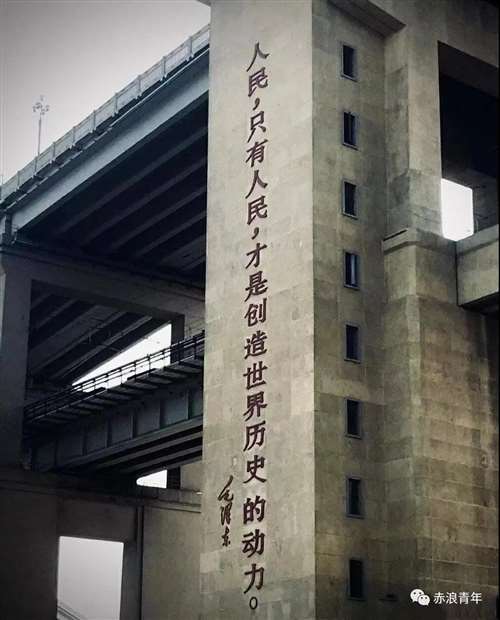 人民，只有人民，才是创造世界历史的动力。
毛泽东
赤浪青年